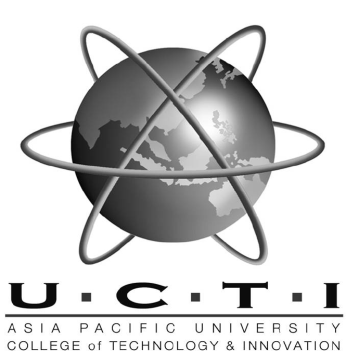 U·C·T·I
ASIA PACIFIC UNIVERSITY
COLLEGE of TECHNOLOGY & INNOVATION